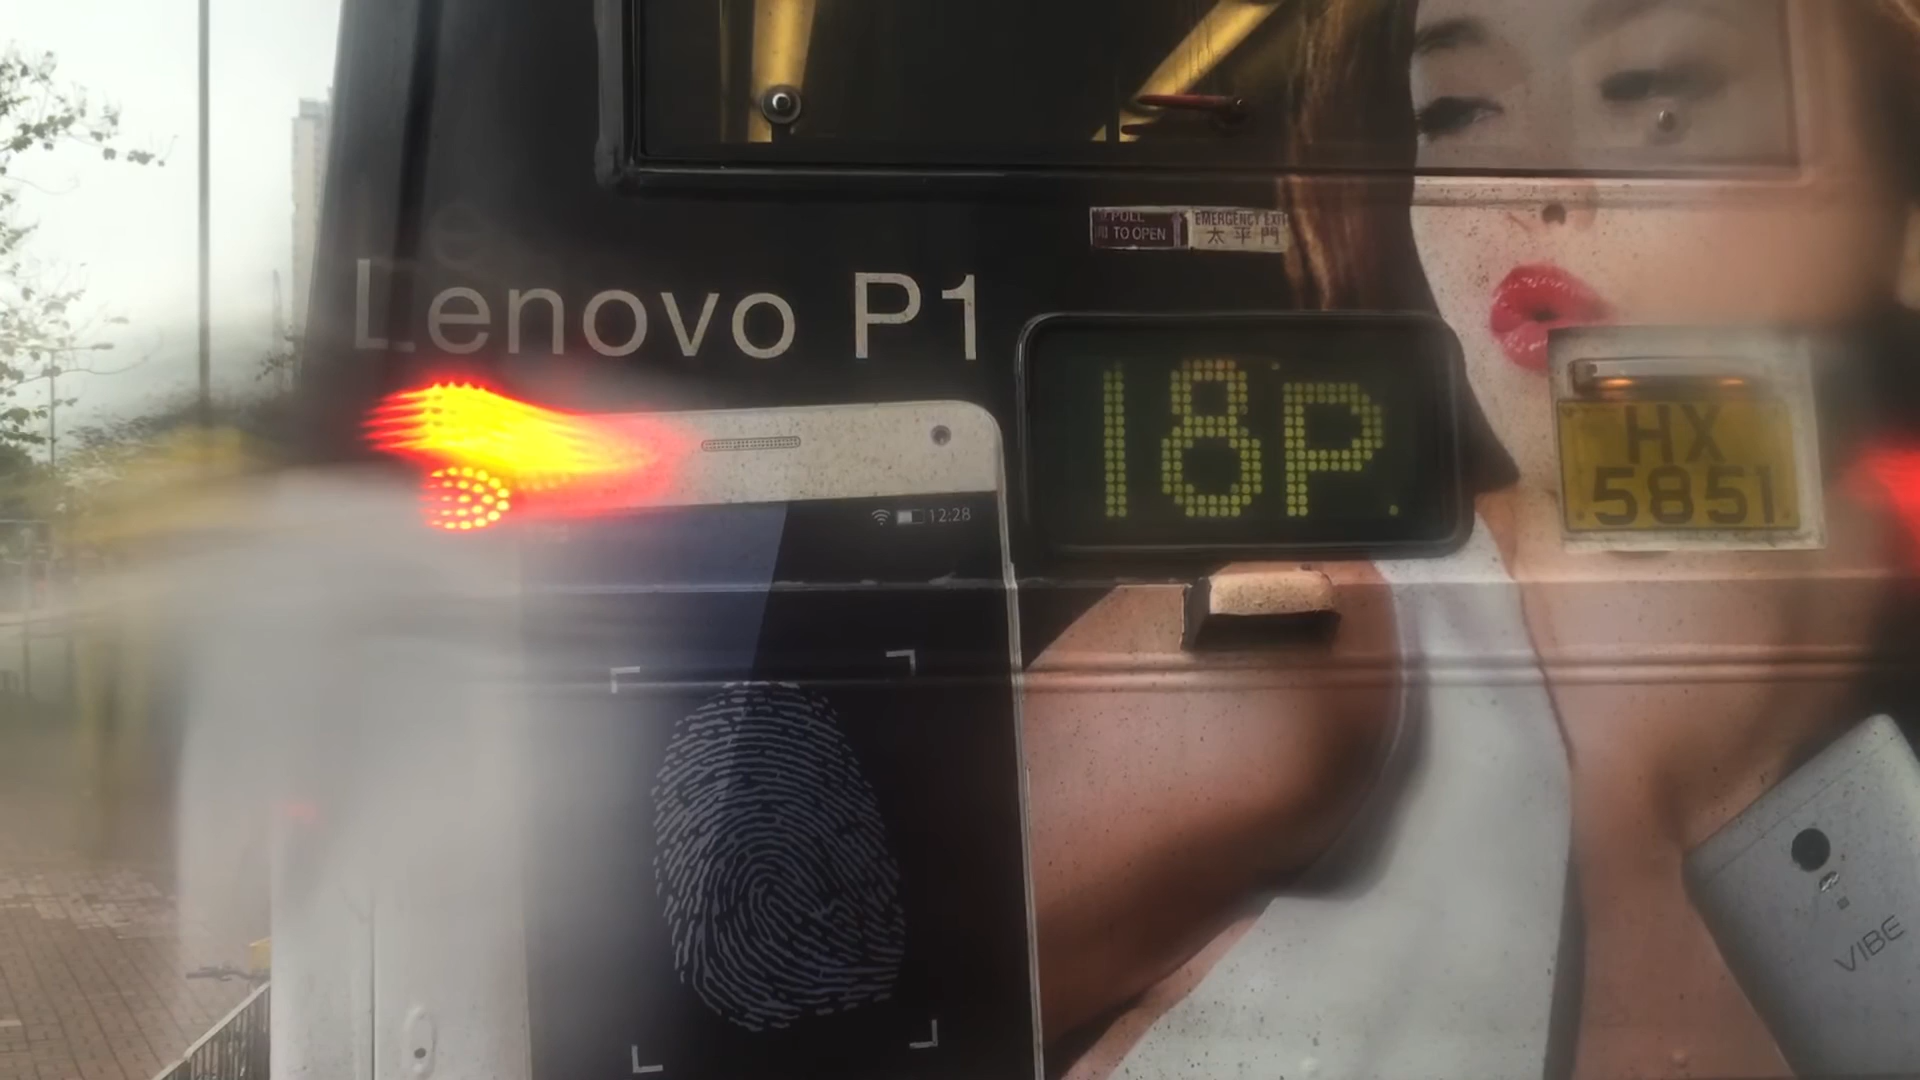 PULL
TO OPEN
EMERGENCY EXIT
太平門
Lenovo P1
18P
HX
5851
12:28
VIBE